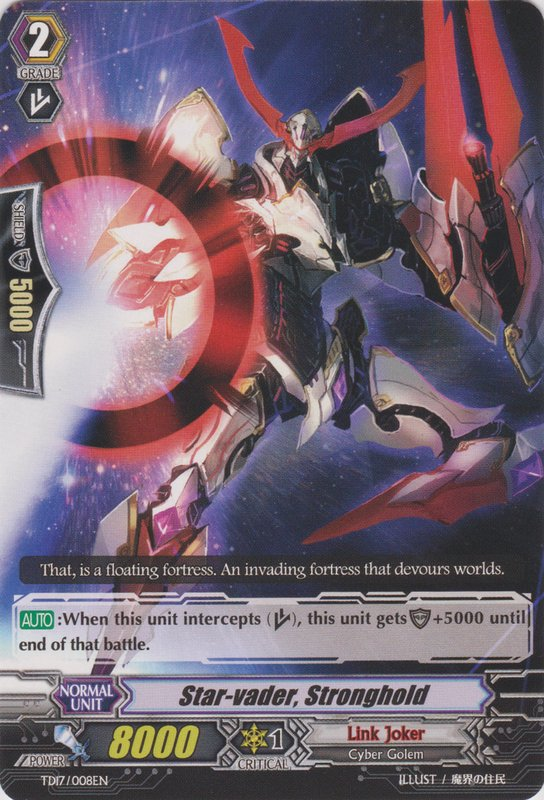 2
GRADE
SHIELD
5000
That, is a floating fortress. An invading fortress that devours worlds.
AUTO :When this unit intercepts ( ), this unit gets +5000 until
end of that battle.
NORMAL
UNIT
Star-vader, Stronghold
POWER
8000
1
CRITICAL
Link Joker
Cyber Golem
TD17/008EN
ILLUST / 魔界の住民